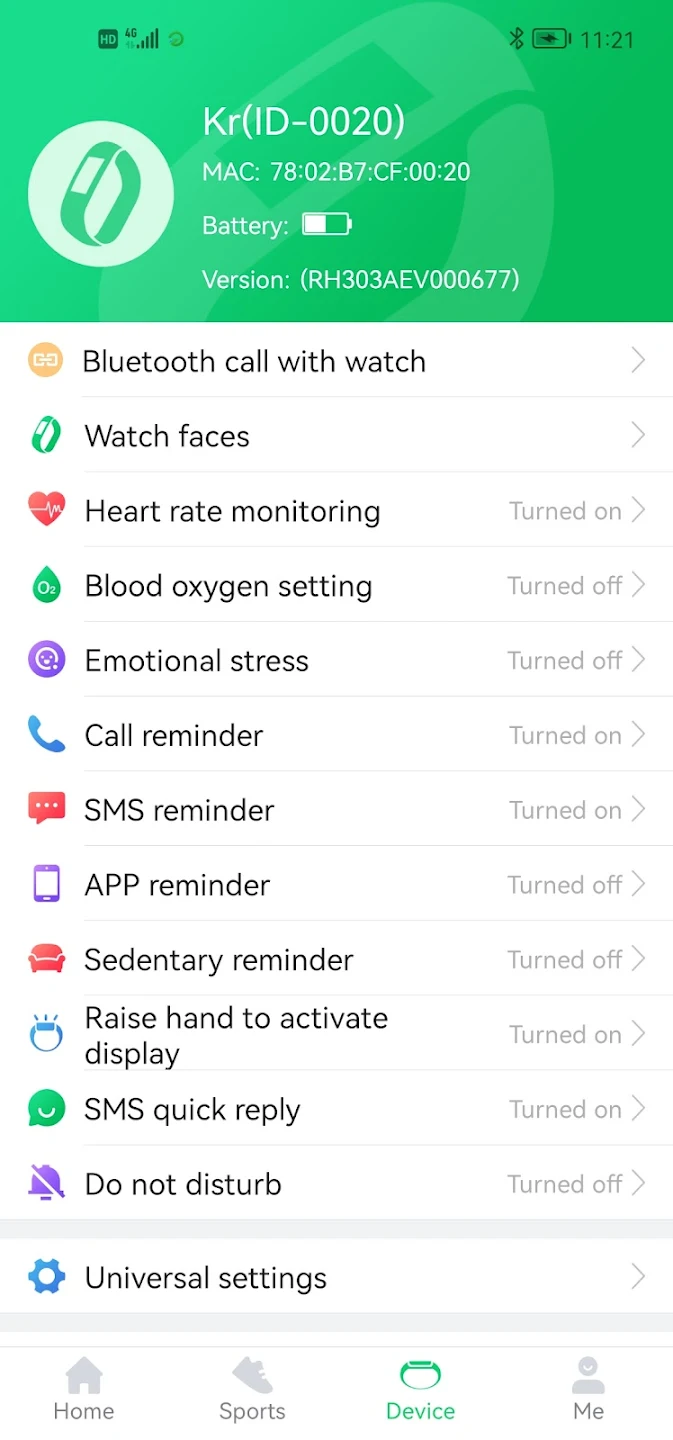 HD 4G 11:21
Kr(ID-0020)
MAC: 78:02:B7:CF:00:20
Battery:
Version: (RH303AEV000677)
Bluetooth call with watch
Watch faces
Heart rate monitoring Turned on
O2 Blood oxygen setting Turned off
Emotional stress Turned off
Call reminder Turned on
SMS reminder Turned on
APP reminder Turned off
Sedentary reminder Turned off
Raise hand to activate
display Turned on
SMS quick reply Turned on
Do not disturb Turned off
Universal settings
Home Sports Device Me